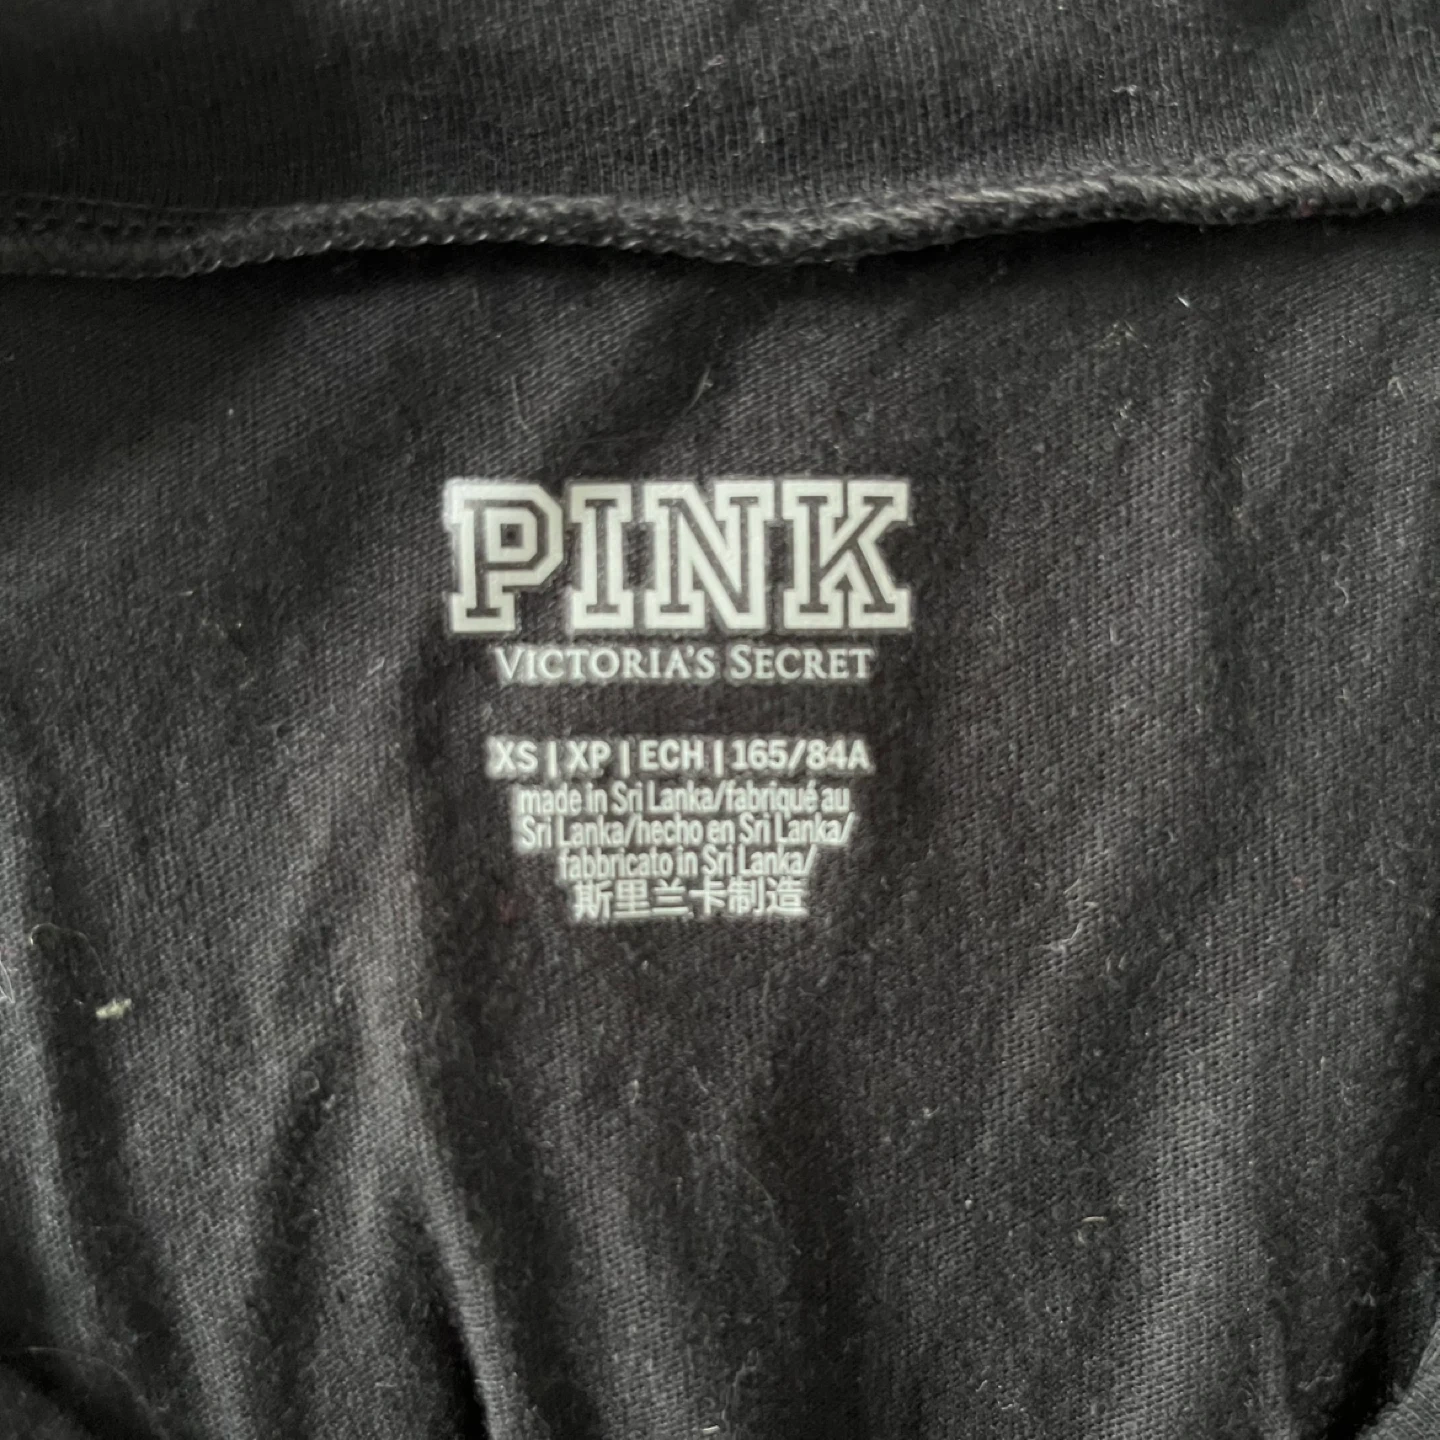 PINK
VICTORIA'S SECRET
XS | XP | ECH | 165/84A
made in Sri Lanka/fabriqué au
Sri Lanka/hecho en Sri Lanka/
fabbricato in Sri Lanka/
斯里兰卡制造